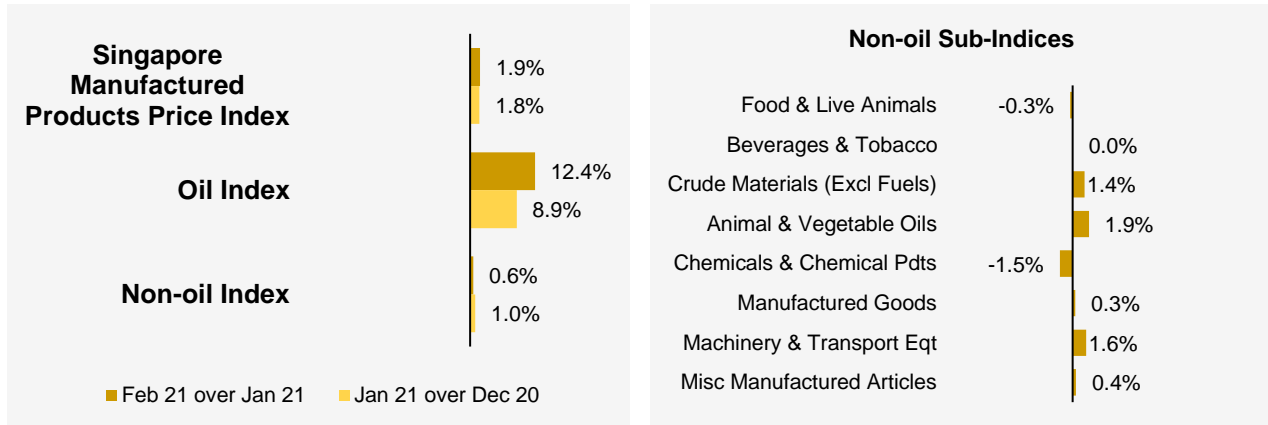 Singapore
Manufactured
Products Price Index
1.9%
1.8%
Oil Index
12.4%
8.9%
Non-oil Index
0.6%
1.0%
Feb 21 over Jan 21
Jan 21 over Dec 20
Non-oil Sub-Indices
Food & Live Animals -0.3%
Beverages & Tobacco 0.0%
Crude Materials (Excl Fuels) 1.4%
Animal & Vegetable Oils 1.9%
Chemicals & Chemical Pdts -1.5%
Manufactured Goods 0.3%
Machinery & Transport Eqt 1.6%
Misc Manufactured Articles 0.4%